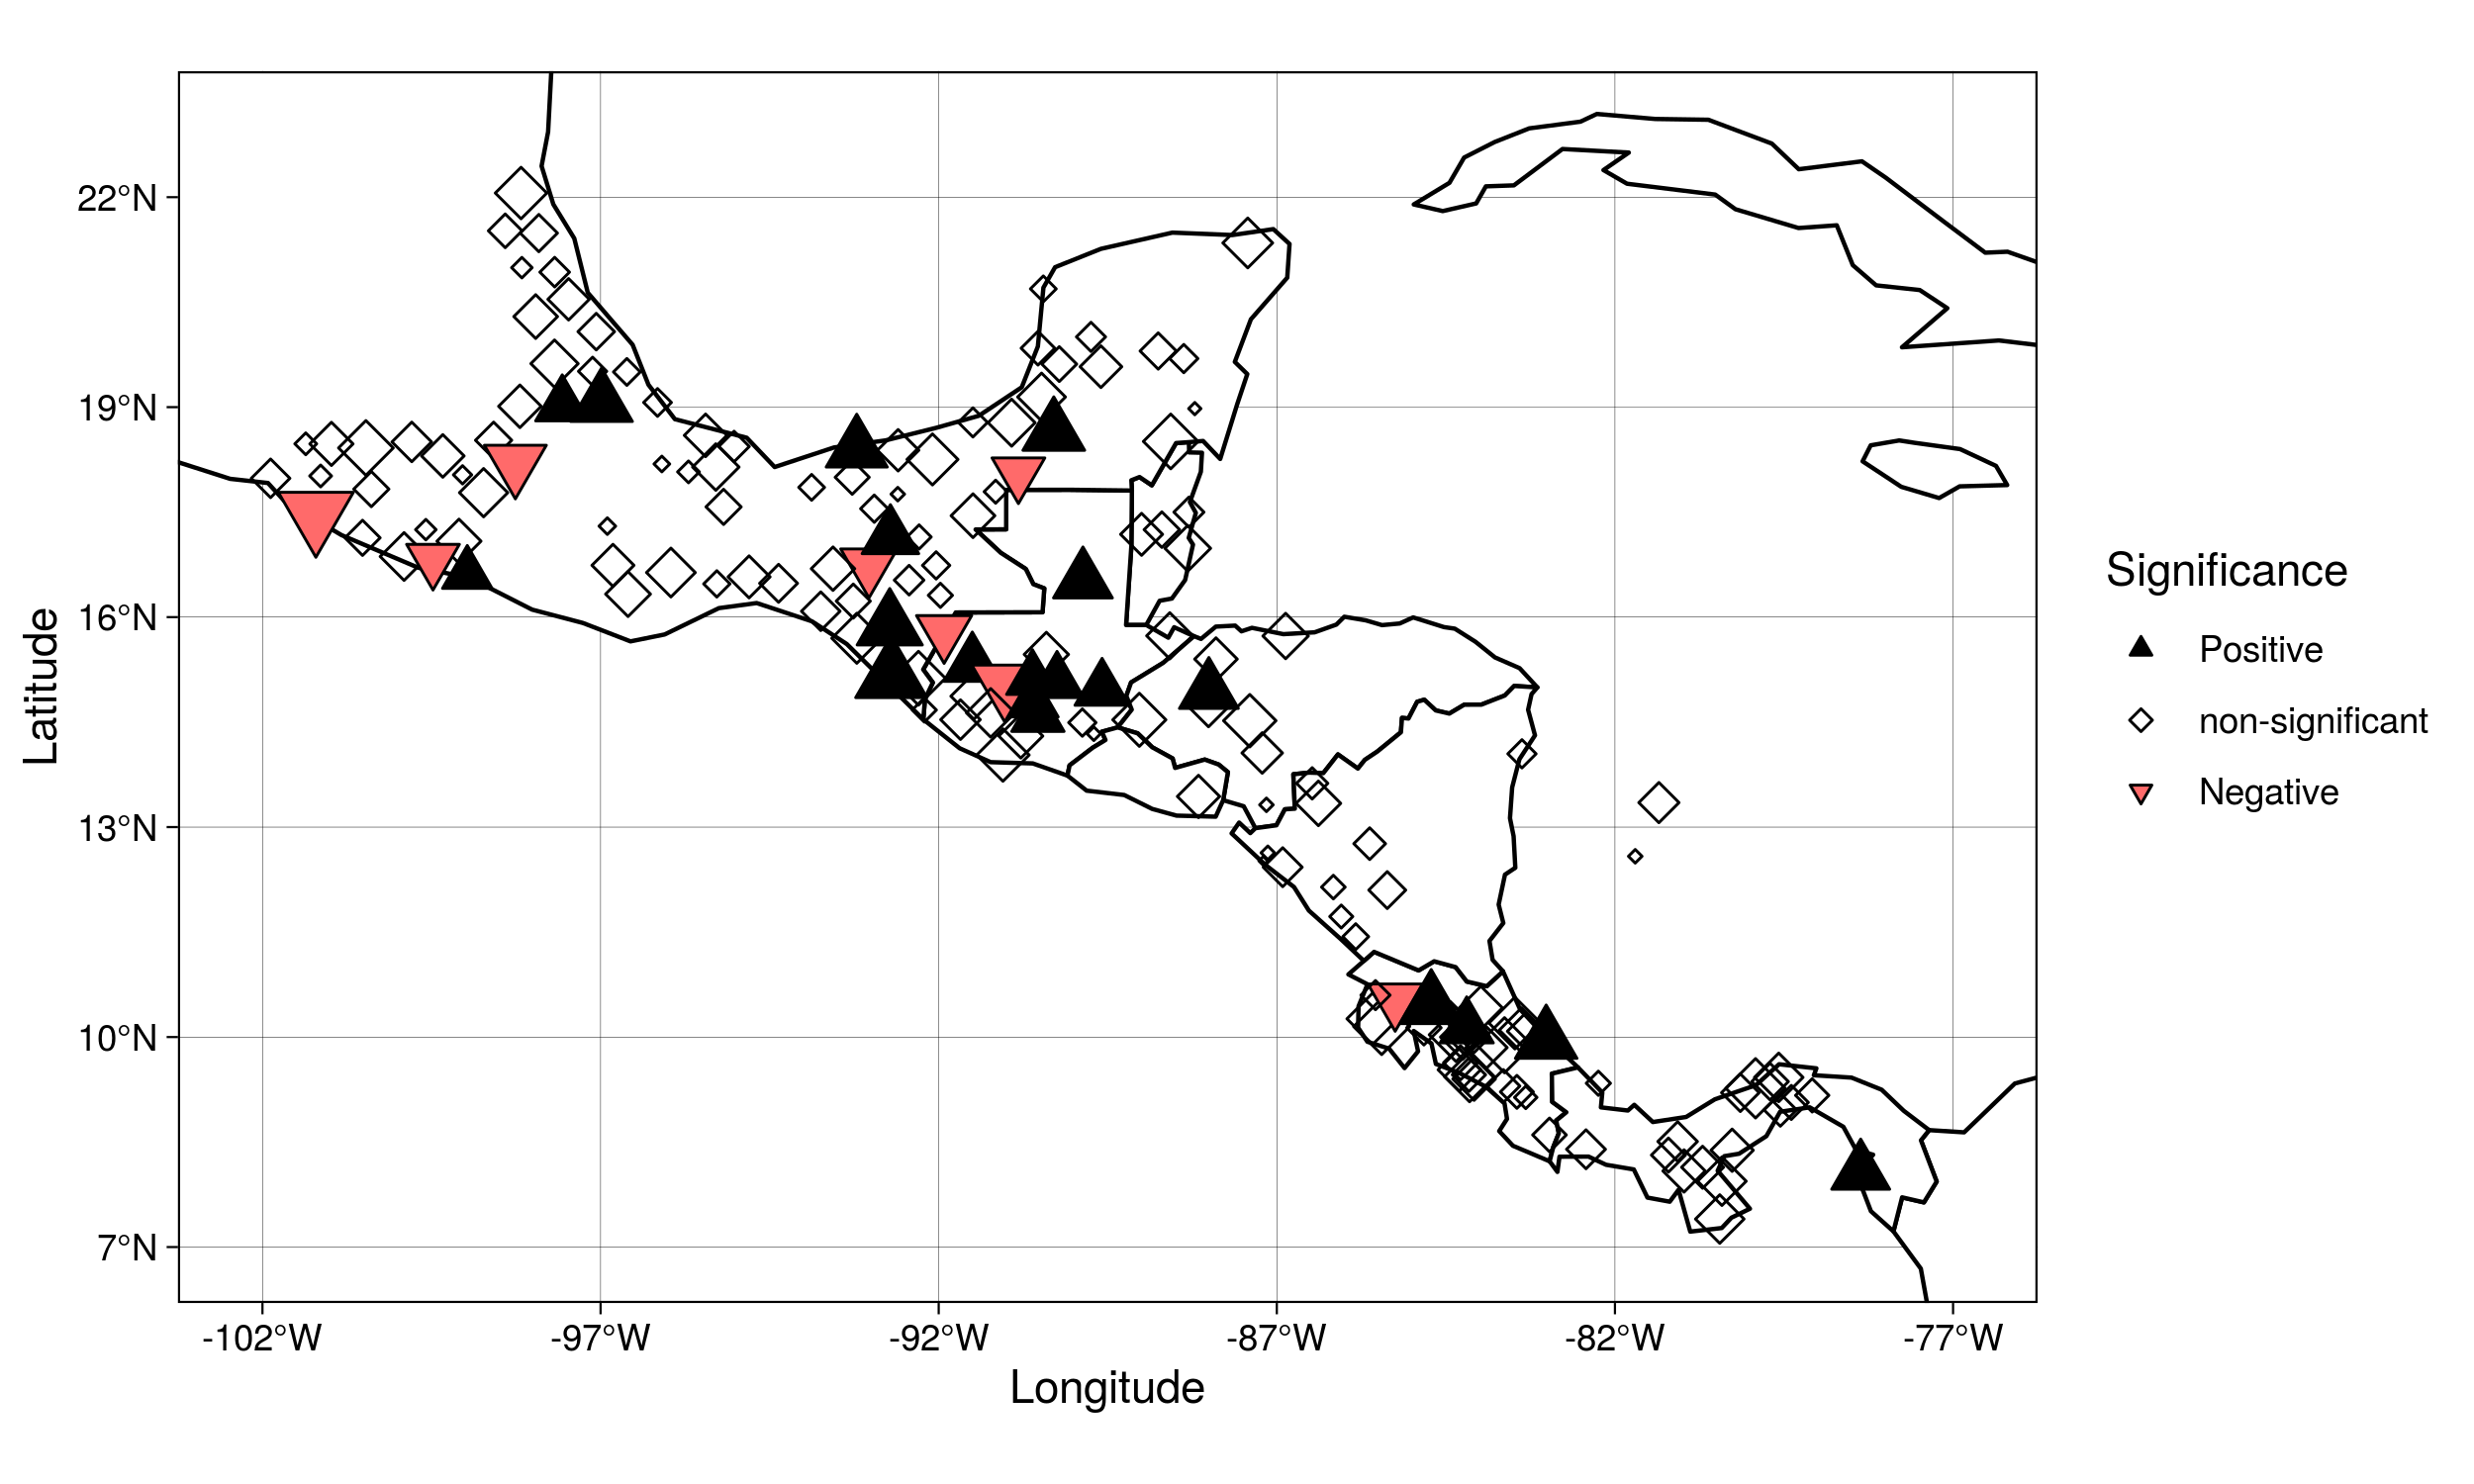 22°N
19°N
16°N
13°N
10°N
7°N
Latitude
-102°W
-97°W
-92°W
-87°W
-82°W
-77°W
Longitude
Significance
Positive
non-significant
Negative